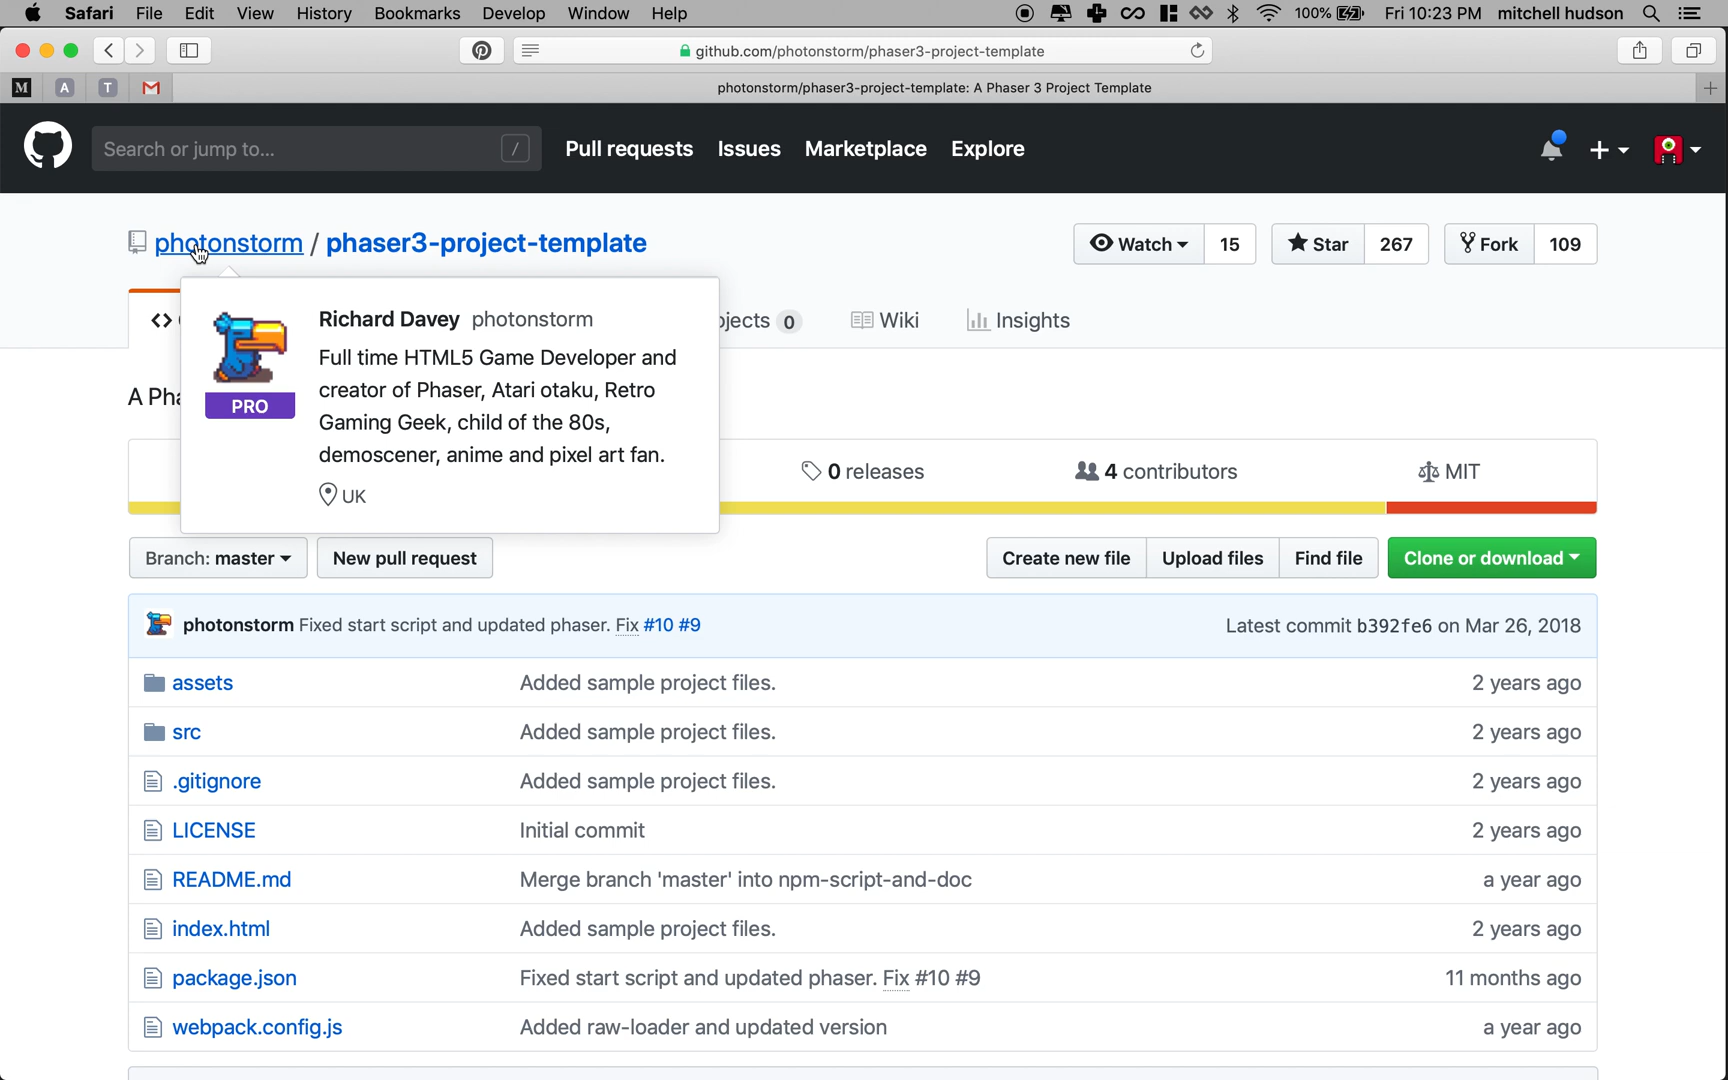 Safari File Edit View History Bookmarks Develop Window Help 100% Fri 10:23 PM mitchell hudson
github.com/photonstorm/phaser3-project-template
M A T M photonstorm/phaser3-project-template: A Phaser 3 Project Template +
Search or jump to... / Pull requests Issues Marketplace Explore
photonstorm / phaser3-project-template Watch 15 Star 267 Fork 109
<> ojects 0 Wiki Insights
Richard Davey photonstorm
Full time HTML5 Game Developer and
creator of Phaser, Atari otaku, Retro
Gaming Geek, child of the 80s,
demoscener, anime and pixel art fan.
UK
PRO
A Pha
0 releases 4 contributors MIT
Branch: master New pull request Create new file Upload files Find file Clone or download
photonstorm Fixed start script and updated phaser. Fix #10 #9 Latest commit b392fe6 on Mar 26, 2018
assets Added sample project files. 2 years ago
src Added sample project files. 2 years ago
.gitignore Added sample project files. 2 years ago
LICENSE Initial commit 2 years ago
README.md Merge branch 'master' into npm-script-and-doc a year ago
index.html Added sample project files. 2 years ago
package.json Fixed start script and updated phaser. Fix #10 #9 11 months ago
webpack.config.js Added raw-loader and updated version a year ago